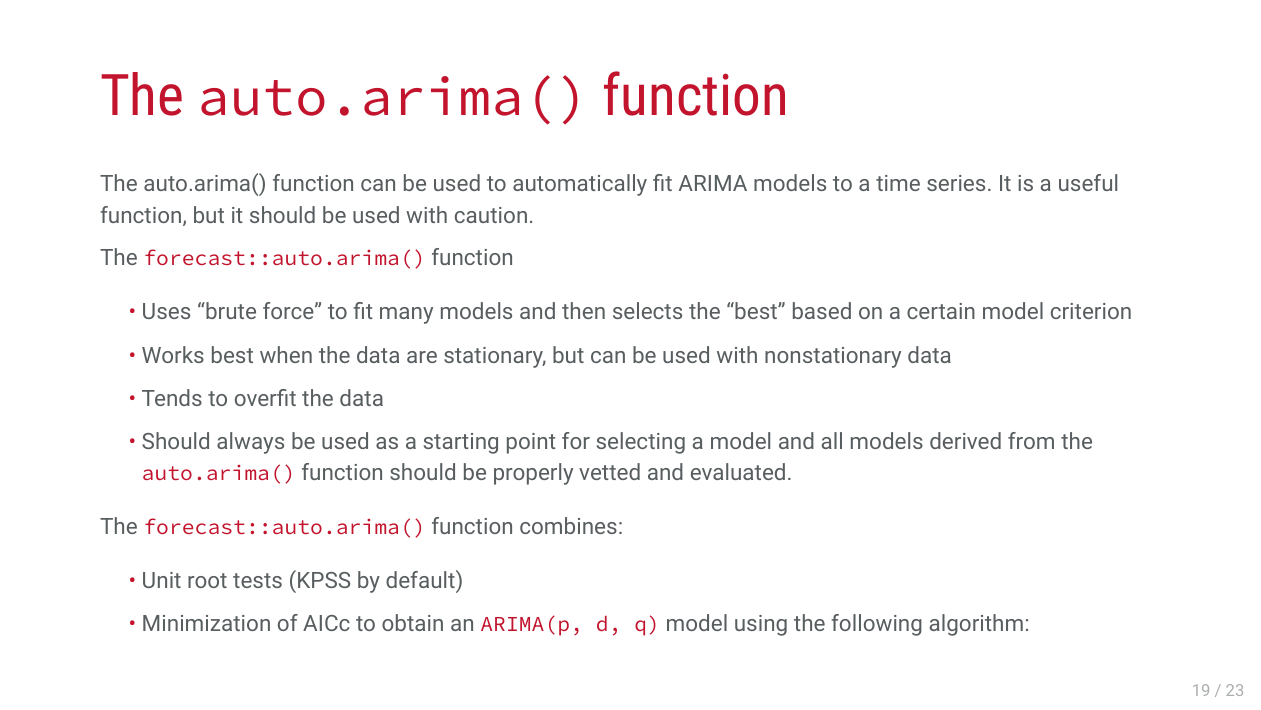 The auto.arima() function
The auto.arima() function can be used to automatically fit ARIMA models to a time series. It is a useful
function, but it should be used with caution.
The forecast::auto.arima() function
• Uses “brute force” to fit many models and then selects the “best” based on a certain model criterion
• Works best when the data are stationary, but can be used with nonstationary data
• Tends to overfit the data
• Should always be used as a starting point for selecting a model and all models derived from the
auto.arima() function should be properly vetted and evaluated.
The forecast::auto.arima() function combines:
• Unit root tests (KPSS by default)
• Minimization of AICc to obtain an ARIMA(p, d, q) model using the following algorithm:
19 / 23